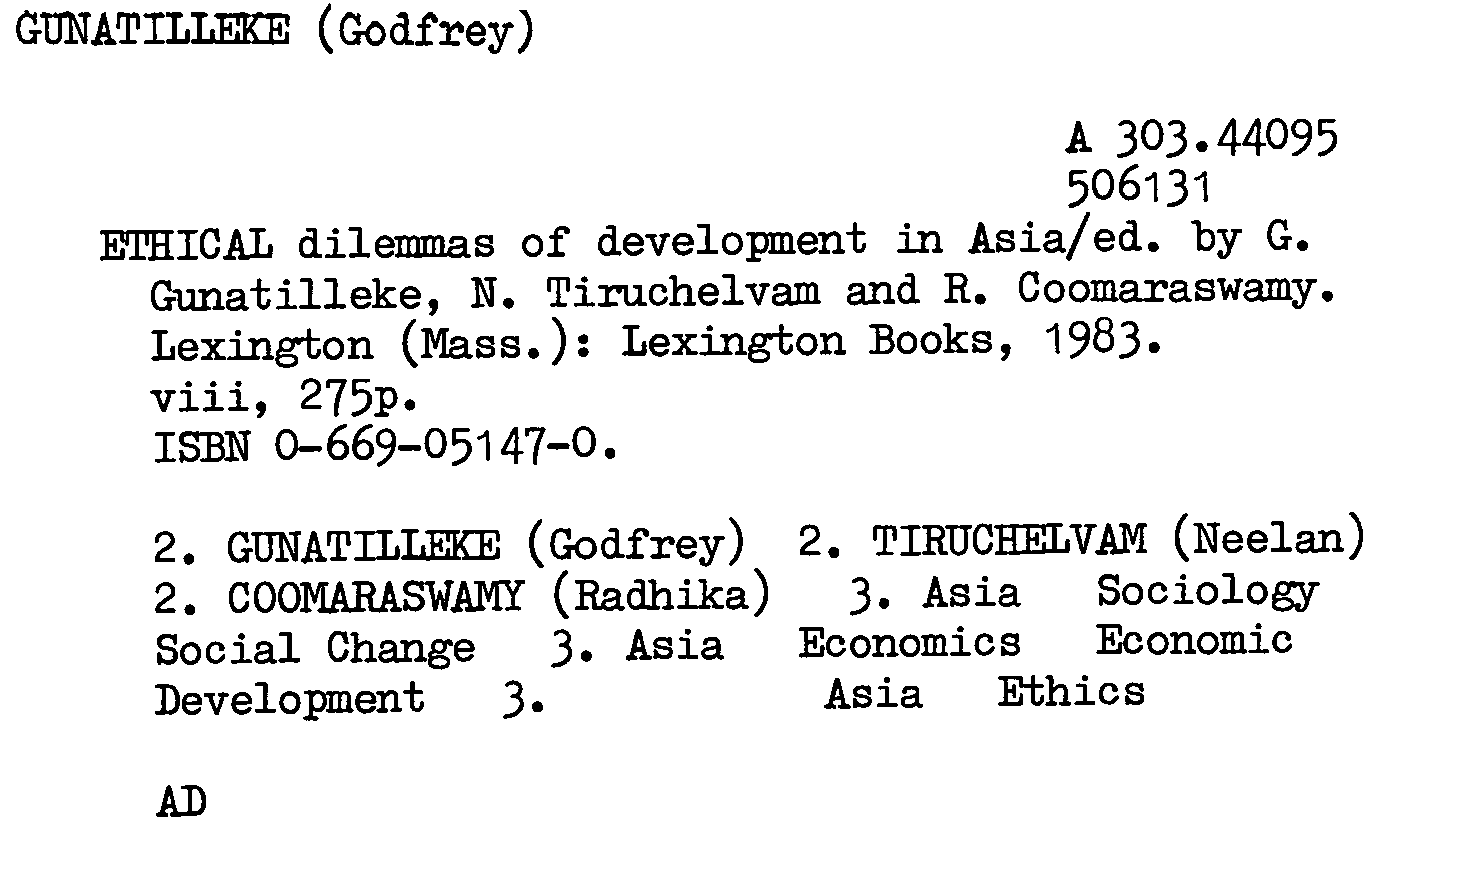 GUNATILLEKE (Godfrey)
A 303.44095
506131
ETHICAL dilemmas of development in Asia/ed. by G.
Gunatilleke, N. Tiruchelvam and R. Coomaraswamy.
Lexington (Mass.): Lexington Books, 1983.
viii, 275p.
ISBN 0-669-05147-0.
2. GUNATILLEKE (Godfrey) 2. TIRUCHELVAM (Neelan)
2. COOMARASWAMY (Radhika) 3. Asia Sociology
Social Change 3. Asia Economics Economic
Development 3. Asia Ethics
AD